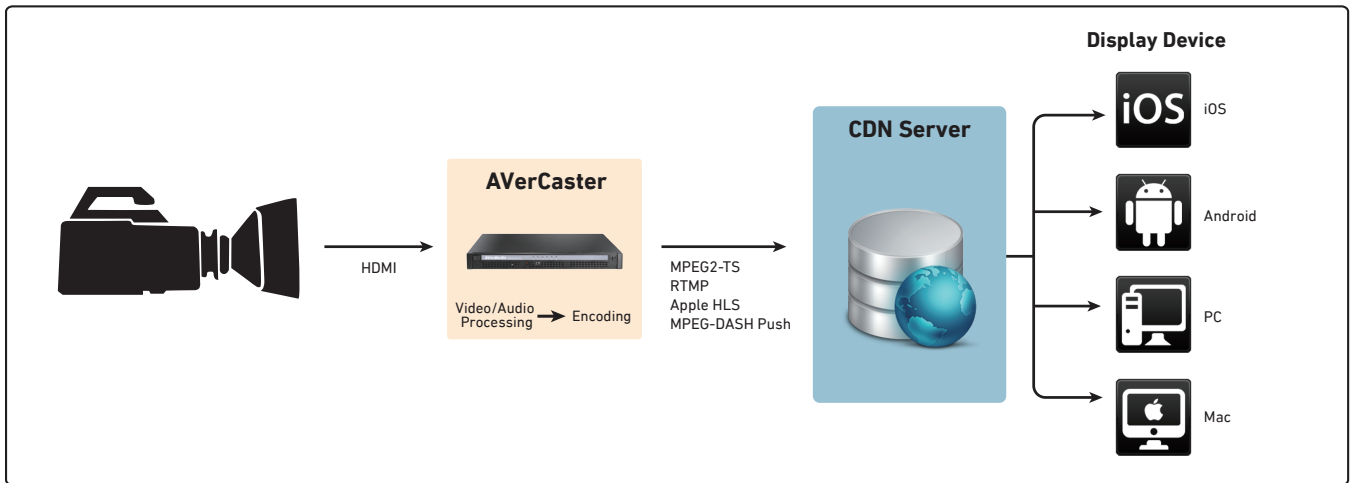 Display Device
iOS
iOS
CDN Server
AVerCaster
Android
HDMI
MPEG2-TS
RTMP
Apple HLS
MPEG-DASH Push
Video/Audio
Processing
Encoding
PC
Mac